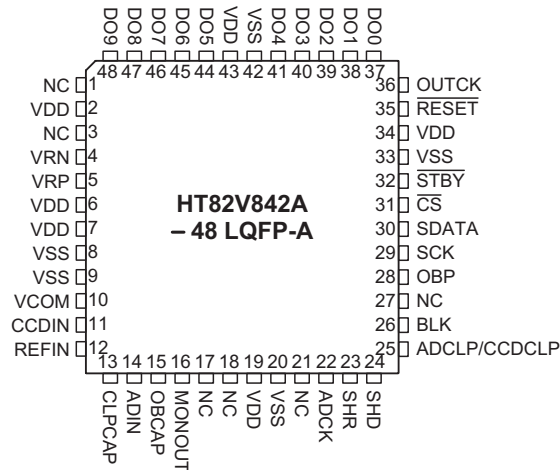 DO9 DO8 DO7 DO6 DO5 VDD VSS DO4 DO3 DO2 DO1 DO0
48 47 46 45 44 43 42 41 40 39 38 37
NC 1
VDD 2
NC 3
VRN 4
VRP 5
VDD 6
VDD 7
VSS 8
VSS 9
VCOM 10
CCDIN 11
REFIN 12
HT82V842A
– 48 LQFP-A
36 OUTCK
35 RESET
34 VDD
33 VSS
32 STBY
31 CS
30 SDATA
29 SCK
28 OBP
27 NC
26 BLK
25 ADCLP/CCDCLP
13 14 15 16 17 18 19 20 21 22 23 24
CLPCAP ADIN OBCAP MONOUT NC NC VDD VSS NC ADCK SHR SHD